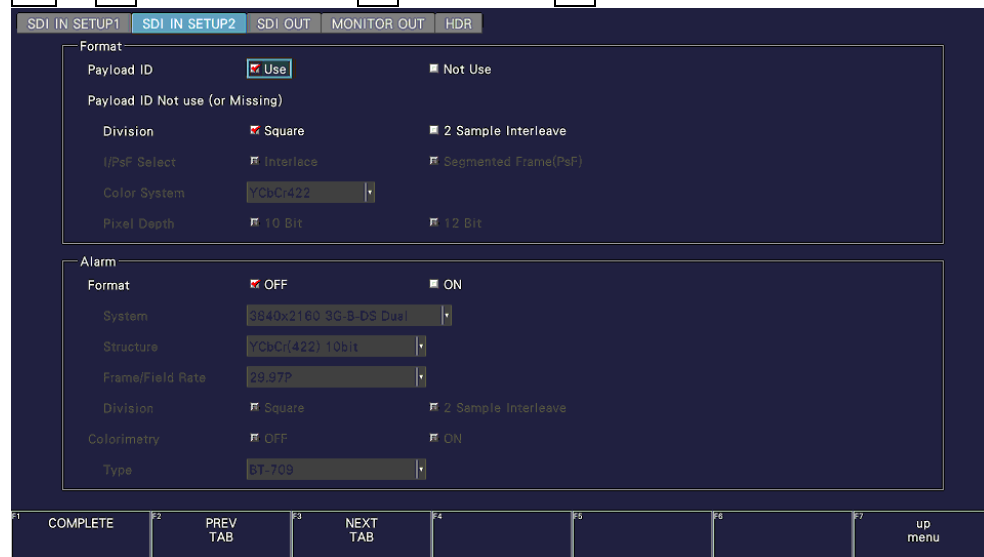 SDI IN SETUP1 SDI IN SETUP2 SDI OUT MONITOR OUT HDR
Format
Payload ID Use Not Use
Payload ID Not use (or Missing)
Division Square 2 Sample Interleave
I/PsF Select Interlace Segmented Frame(PsF)
Color System YCbCr422
Pixel Depth 10 Bit 12 Bit
Alarm
Format OFF ON
System 3840x2160 3G-B-DS Dual
Structure YCbCr(422) 10bit
Frame/Field Rate 29.97P
Division Square 2 Sample Interleave
Colorimetry OFF ON
Type BT-709
F1 COMPLETE F2 PREV F3 NEXT F4 F5 F6 F7 up
TAB TAB menu